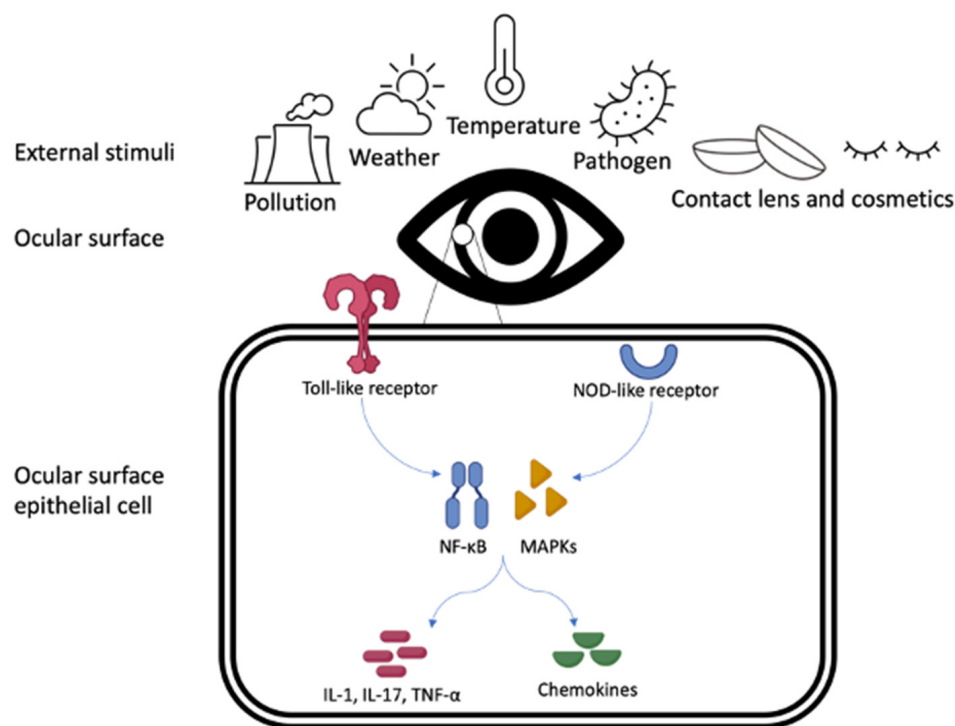 External stimuli
Pollution
Weather
Temperature
Pathogen
Contact lens and cosmetics
Ocular surface
Toll-like receptor
NOD-like receptor
Ocular surface
epithelial cell
NF-κB
MAPKs
IL-1, IL-17, TNF-α
Chemokines